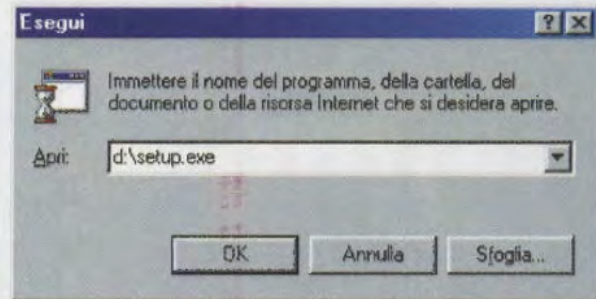 Esegui
Immettere il nome del programma, della cartella, del
documento o della risorsa Internet che si desidera aprire.
Apri: d:\setup.exe
OK Annulla Sfoglia...